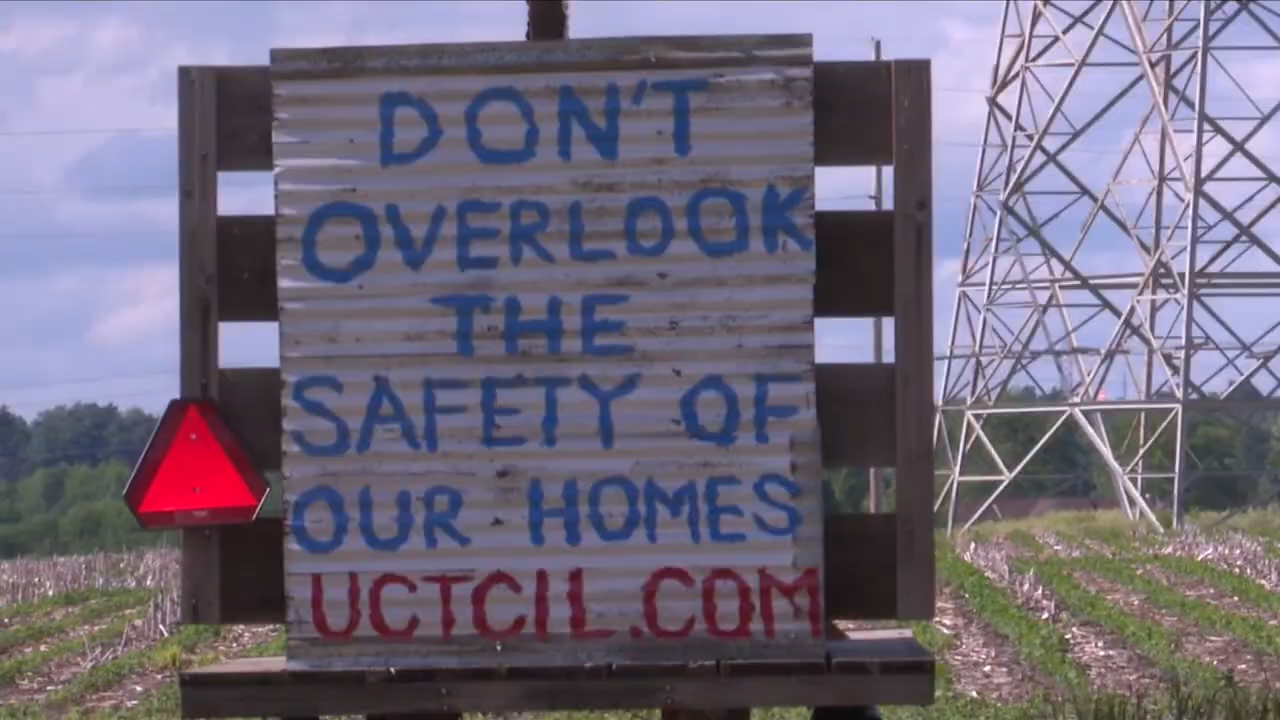 DON'T
OVERLOOK
THE
SAFETY OF
OUR HOMES
UCTCIL.COM